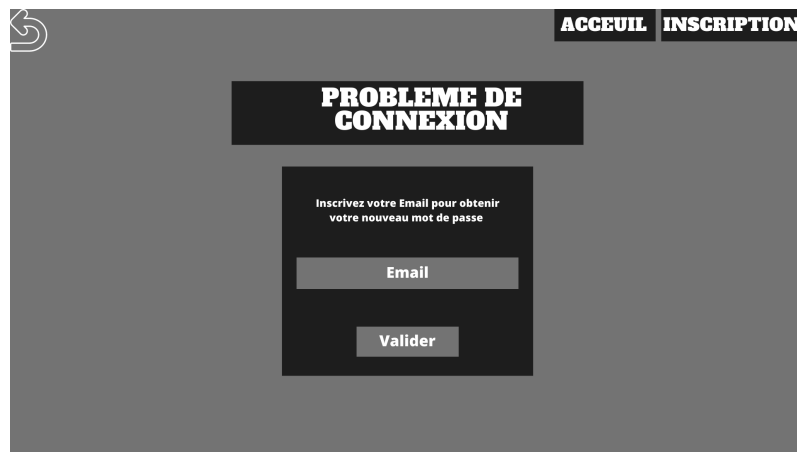 ACCEUIL
INSCRIPTION
PROBLEME DE
CONNEXION
Inscrivez votre Email pour obtenir
votre nouveau mot de passe
Email
Valider